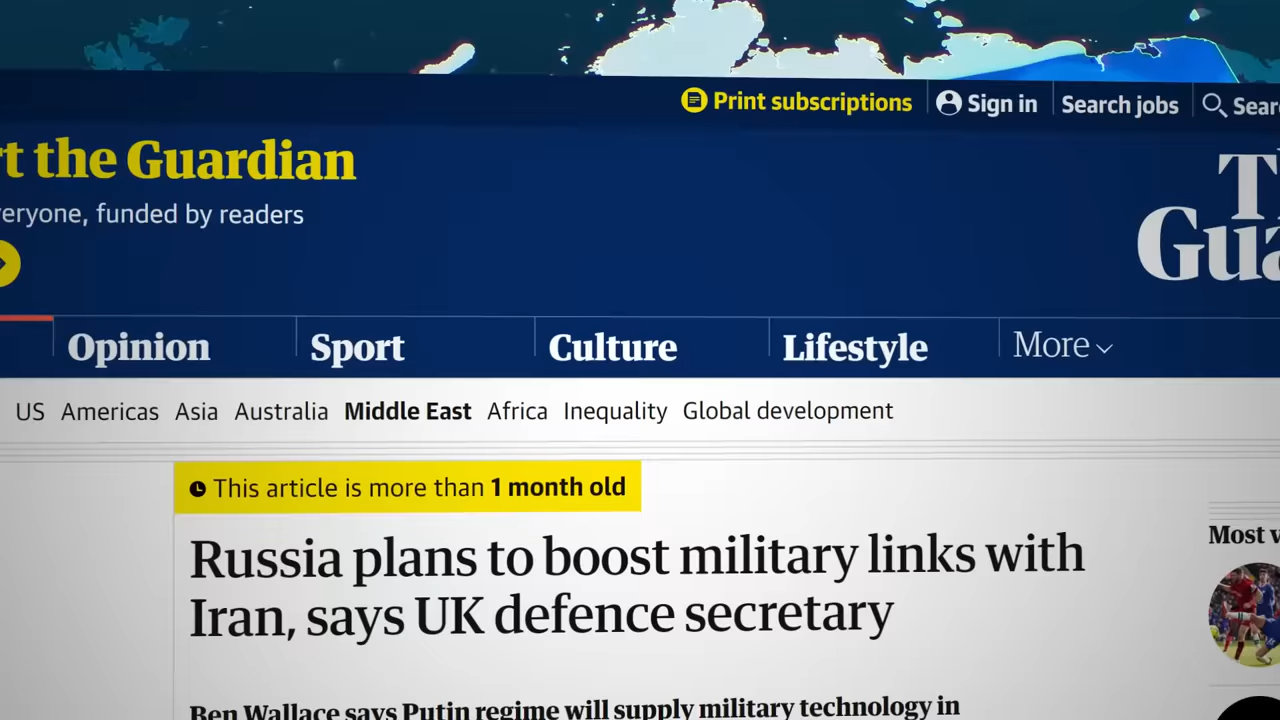 Print subscriptions
Sign in
Search jobs
the Guardian
funded by readers
Opinion
Sport
Culture
Lifestyle
More
US Americas Asia Australia Middle East Africa Inequality Global development
This article is more than 1 month old
Russia plans to boost military links with
Iran, says UK defence secretary
Most
Ben Wallace says Putin regime will supply military technology in